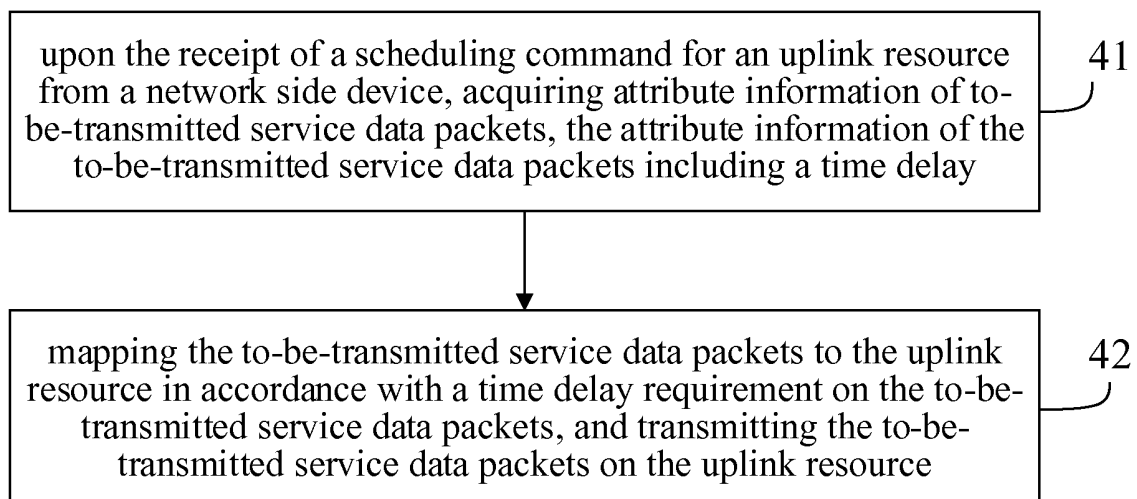 upon the receipt of a scheduling command for an uplink resource
from a network side device, acquiring attribute information of to-
be-transmitted service data packets, the attribute information of the
to-be-transmitted service data packets including a time delay
41
mapping the to-be-transmitted service data packets to the uplink
resource in accordance with a time delay requirement on the to-be-
transmitted service data packets, and transmitting the to-be-
transmitted service data packets on the uplink resource
42